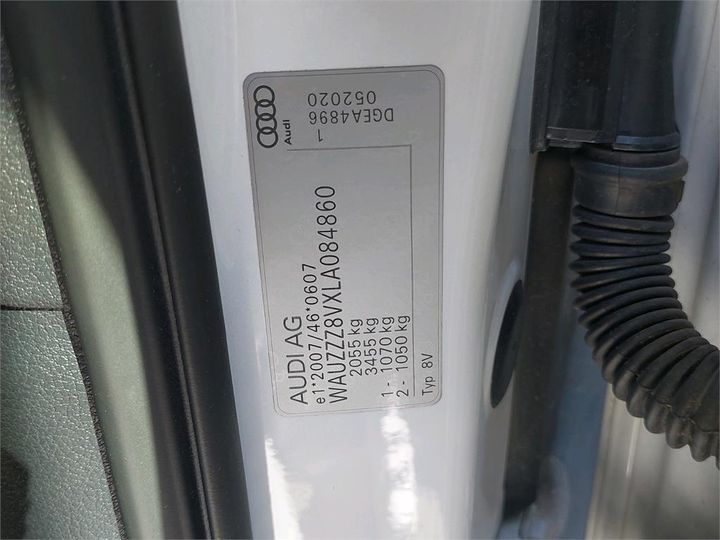 Audi
052020
DGEA4896
1
AUDI AG
e1*2007/46*0607
WAUZZZ8VXLA084860
2055 kg
3455 kg
1 - 1070 kg
2 - 1050 kg
Typ 8V